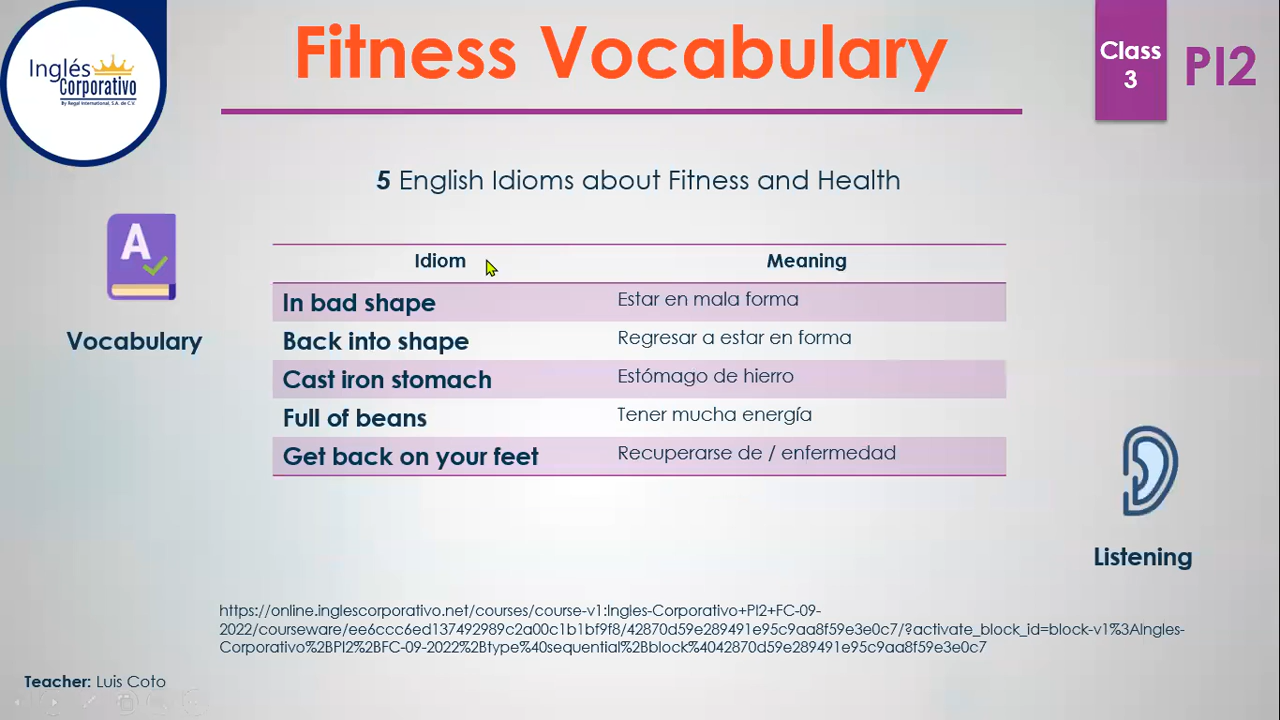 Fitness Vocabulary
Inglés
Corporativo
By Regal International, S.A. de C.V.
Class
3
PI2
5 English Idioms about Fitness and Health
A
Vocabulary
Idiom Meaning
In bad shape Estar en mala forma
Back into shape Regresar a estar en forma
Cast iron stomach Estómago de hierro
Full of beans Tener mucha energía
Get back on your feet Recuperarse de / enfermedad
Listening
https://online.inglescorporativo.net/courses/course-v1:Ingles-Corporativo+PI2+FC-09-
2022/courseware/ee6ccc6ed137492989c2a00c1b1bf9f8/42870d59e289491e95c9aa8f59e3e0c7/?activate_block_id=block-v1%3AIngles-
Corporativo%2BPI2%2BFC-09-2022%2Btype%40sequential%2Bblock%4042870d59e289491e95c9aa8f59e3e0c7
Teacher: Luis Coto